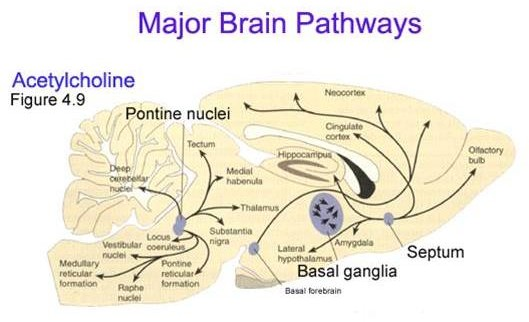 Major Brain Pathways
Acetylcholine
Figure 4.9
Pontine nuclei
Neocortex
Cingulate
cortex
Tectum
Hippocampus
Olfactory
bulb
Deep
cerebellar
nuclei
Medial
habenula
Thalamus
Substantia
nigra
Locus
coeruleus
Vestibular
nuclei
Medullary
reticular
formation
Raphe
nuclei
Pontine
reticular
formation
Lateral
hypothalamus
Amygdala
Septum
Basal ganglia
Basal forebrain